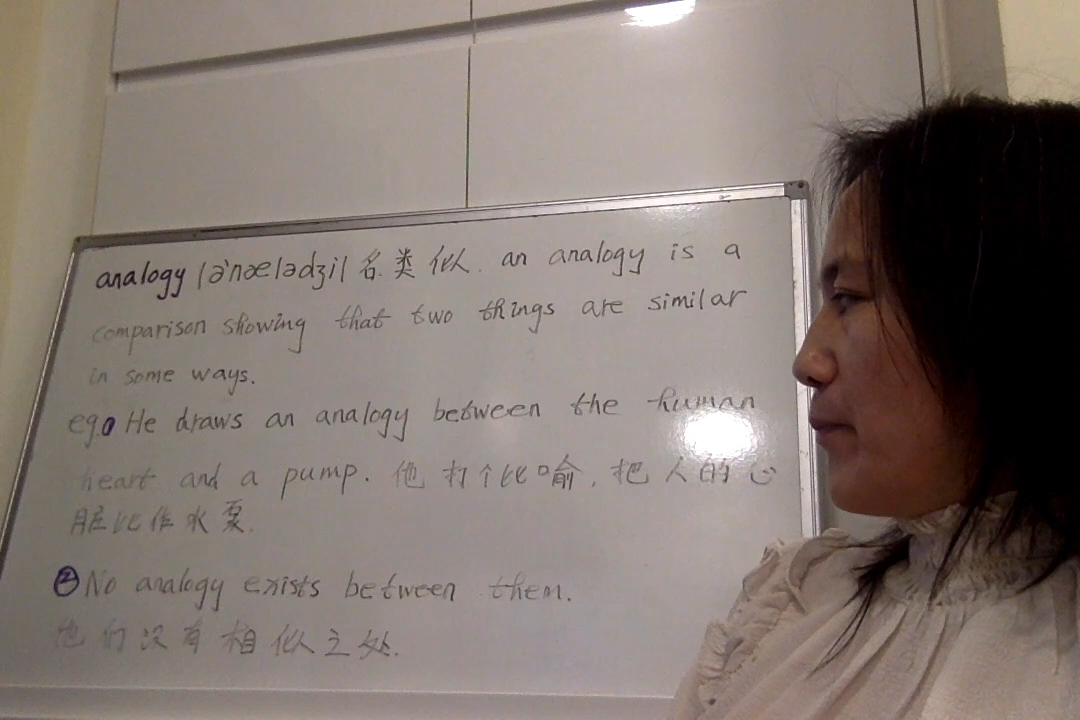 analogy |ə'næləd3i| 名.类似. an analogy is a
comparison showing that two things are similar
in some ways.
eg.① He draws an analogy between the human
heart and a pump. 他打个比喻,把人的心
脏比作水泵.
② No analogy exists between them.
他们没有相似之处.